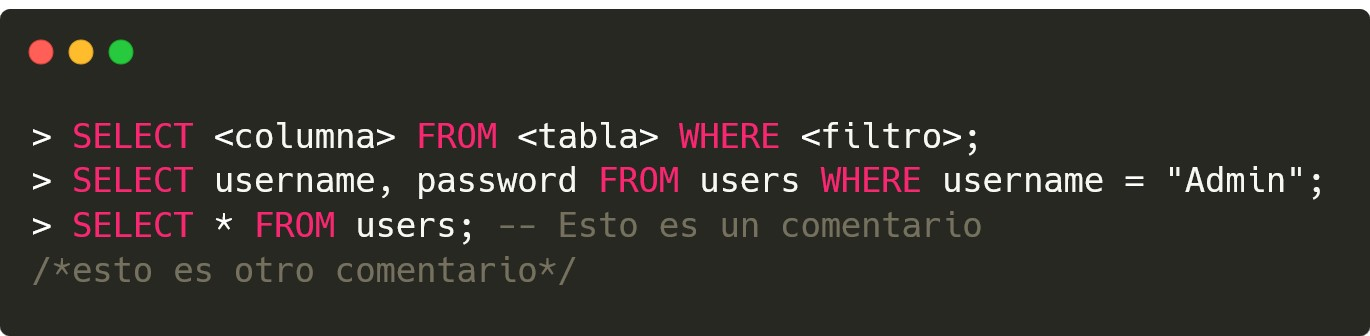 > SELECT <columna> FROM <tabla> WHERE <filtro>;
> SELECT username, password FROM users WHERE username = "Admin";
> SELECT * FROM users; -- Esto es un comentario
/*esto es otro comentario*/